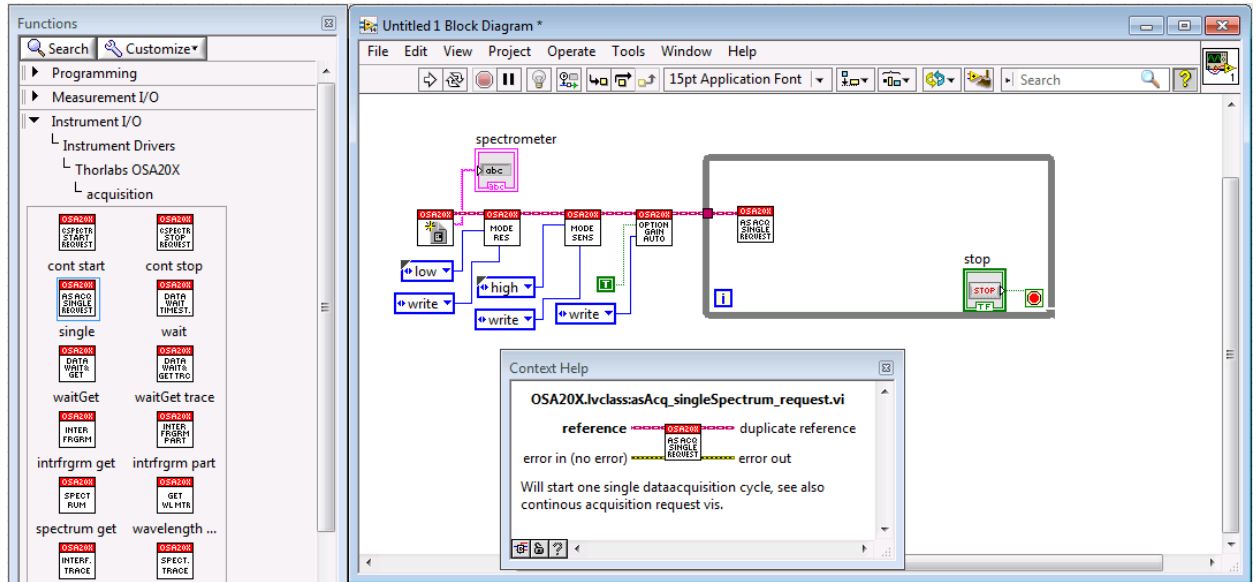 Functions
Search Customize
Programming
Measurement I/O
Instrument I/O
Instrument Drivers
Thorlabs OSA20X
acquisition
OSA20X OSA20X
CSPECTR CSPECTR
START STOP
REQUEST REQUEST
cont start cont stop
OSA20X OSA20X
AS ACQ DATA
SINGLE WAIT
REQUEST TIMEST.
single wait
OSA20X OSA20X
DATA DATA
WAIT& WAIT&
GET GET TRC
waitGet waitGet trace
OSA20X OSA20X
INTER INTER
FRGRM FRGRM
PART
intrfrgrm get intrfrgrm part
OSA20X OSA20X
SPECT GET
RUM WLMTR
spectrum get wavelength ...
OSA20X OSA20X
INTERF. SPECT.
TRACE TRACE
Untitled 1 Block Diagram *
File Edit View Project Operate Tools Window Help
15pt Application Font Search ? 1
spectrometer
abc
abc
OSA20X OSA20X OSA20X OSA20X OSA20X
MODE MODE OPTION AS ACQ
RES SENS GAIN SINGLE
AUTO REQUEST
low
high
T
write
write
write
i
stop
STOP
TF
Context Help
OSA20X.lvclass:asAcq_singleSpectrum_request.vi
reference OSA20X duplicate reference
AS ACQ
SINGLE
REQUEST
error in (no error) error out
Will start one single dataacquisition cycle, see also
continous acquisition request vis.
?